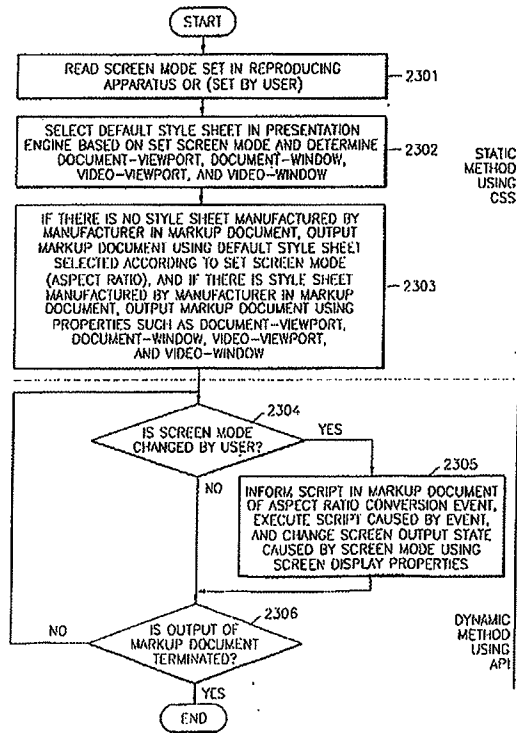 START
READ SCREEN MODE SET IN REPRODUCING
APPARATUS OR (SET BY USER)
2301
SELECT DEFAULT STYLE SHEET IN PRESENTATION
ENGINE BASED ON SET SCREEN MODE AND DETERMINE
DOCUMENT-VIEWPORT, DOCUMENT-WINDOW,
VIDEO-VIEWPORT, AND VIDEO-WINDOW
2302
STATIC
METHOD
USING
CSS
IF THERE IS NO STYLE SHEET MANUFACTURED BY
MANUFACTURER IN MARKUP DOCUMENT, OUTPUT
MARKUP DOCUMENT USING DEFAULT STYLE SHEET
SELECTED ACCORDING TO SET SCREEN MODE
(ASPECT RATIO), AND IF THERE IS STYLE SHEET
MANUFACTURED BY MANUFACTURER IN MARKUP
DOCUMENT, OUTPUT MARKUP DOCUMENT USING
PROPERTIES SUCH AS DOCUMENT-VIEWPORT,
DOCUMENT-WINDOW, VIDEO-VIEWPORT,
AND VIDEO-WINDOW
2303
2304
IS SCREEN MODE
CHANGED BY USER?
YES
NO
2305
INFORM SCRIPT IN MARKUP DOCUMENT
OF ASPECT RATIO CONVERSION EVENT,
EXECUTE SCRIPT CAUSED BY EVENT,
AND CHANGE SCREEN OUTPUT STATE
CAUSED BY SCREEN MODE USING
SCREEN DISPLAY PROPERTIES
2306
IS OUTPUT OF
MARKUP DOCUMENT
TERMINATED?
NO
YES
DYNAMIC
METHOD
USING
API
END